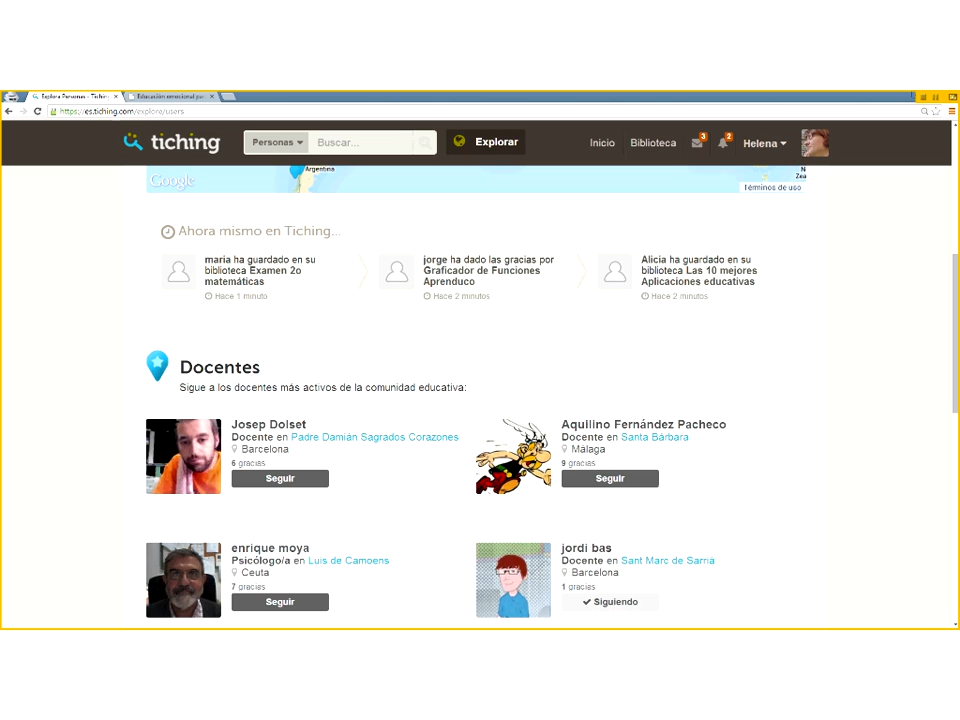 Explora Personas - Tiching
Educación emocional par
https://es.tiching.com/explore/users
tiching
Personas
Buscar...
Explorar
Inicio
Biblioteca
3
2
Helena
Google
Argentina
N
Zea
Términos de uso
Ahora mismo en Tiching...
maria ha guardado en su
biblioteca Examen 2o
matemáticas
Hace 1 minuto
jorge ha dado las gracias por
Graficador de Funciones
Aprenduco
Hace 2 minutos
Alicia ha guardado en su
biblioteca Las 10 mejores
Aplicaciones educativas
Hace 2 minutos
Docentes
Sigue a los docentes más activos de la comunidad educativa:
Josep Dolset
Docente en Padre Damián Sagrados Corazones
Barcelona
6 gracias
Seguir
Aquilino Fernández Pacheco
Docente en Santa Bárbara
Málaga
9 gracias
Seguir
enrique moya
Psicólogo/a en Luis de Camoens
Ceuta
7 gracias
Seguir
jordi bas
Docente en Sant Marc de Sarria
Barcelona
1 gracias
Siguiendo